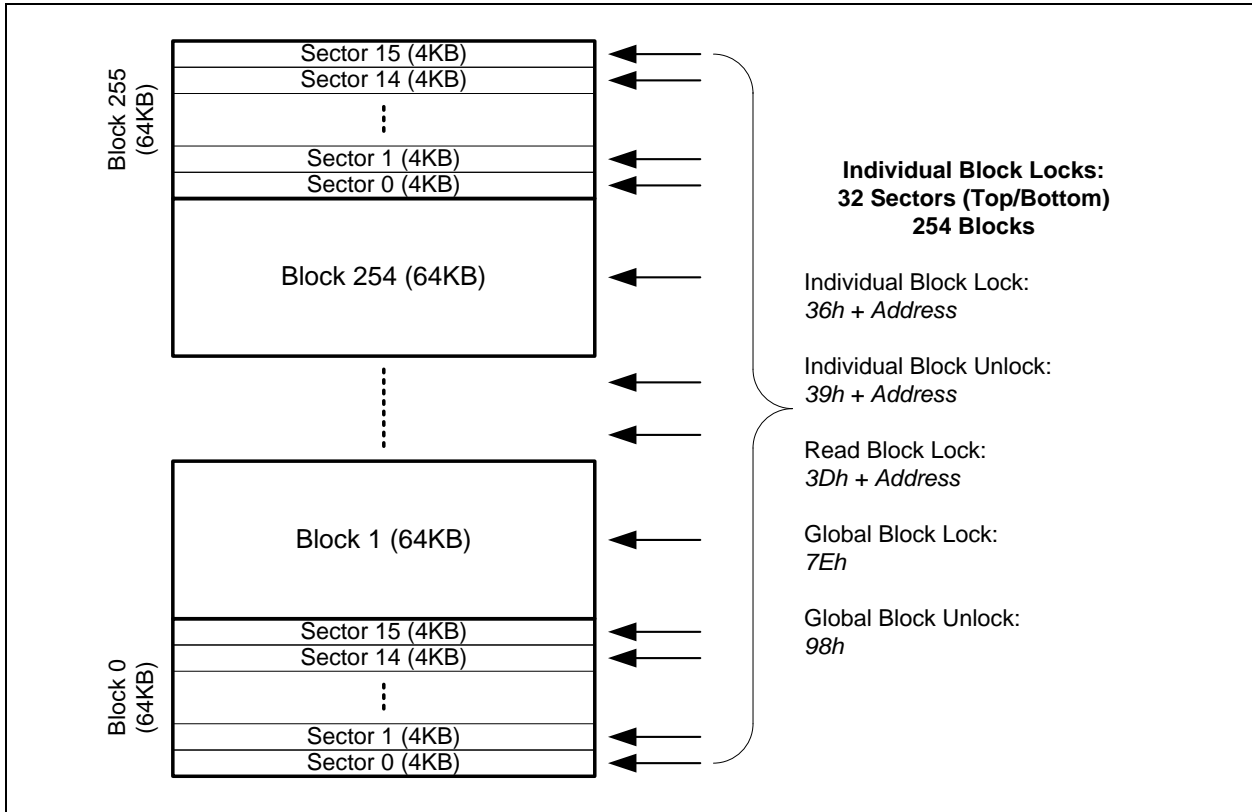 Block 255
(64KB)
Sector 15 (4KB)
Sector 14 (4KB)
Sector 1 (4KB)
Sector 0 (4KB)
Block 254 (64KB)
Block 1 (64KB)
Block 0
(64KB)
Sector 15 (4KB)
Sector 14 (4KB)
Sector 1 (4KB)
Sector 0 (4KB)
Individual Block Locks:
32 Sectors (Top/Bottom)
254 Blocks
Individual Block Lock:
36h + Address
Individual Block Unlock:
39h + Address
Read Block Lock:
3Dh + Address
Global Block Lock:
7Eh
Global Block Unlock:
98h